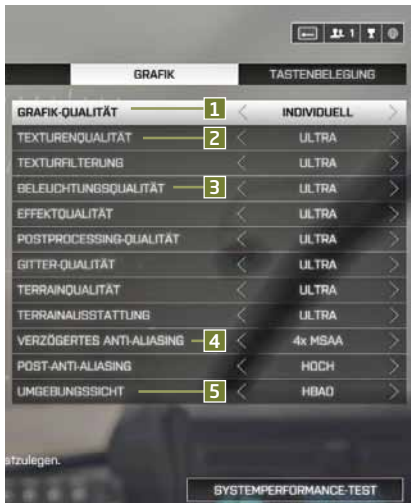 1
GRAFIK TASTENBELEGUNG
GRAFIK-QUALITÄT 1 INDIVIDUELL
TEXTURENQUALITÄT 2 ULTRA
TEXTURFILTERUNG ULTRA
BELEUCHTUNGSQUALITÄT 3 ULTRA
EFFEKTQUALITÄT ULTRA
POSTPROCESSING-QUALITÄT ULTRA
GITTER-QUALITÄT ULTRA
TERRAINQUALITÄT ULTRA
TERRAINAUSSTATTUNG ULTRA
VERZÖGERTES ANTI-ALIASING 4 4x MSAA
POST-ANTI-ALIASING HOCH
UMGEBUNGSSICHT 5 HBAO
stzulegen.
SYSTEMPERFORMANCE-TEST